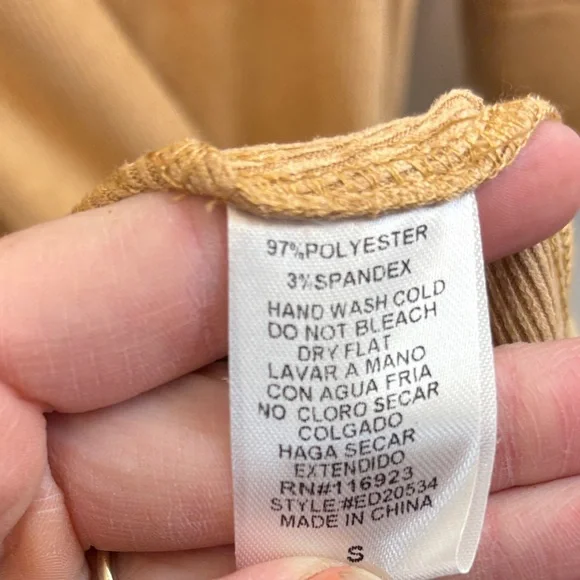 97%POLYESTER
3%SPANDEX
HAND WASH COLD
DO NOT BLEACH
DRY FLAT
LAVAR A MANO
CON AGUA FRIA
NO CLORO SECAR
COLGADO
HAGA SECAR
EXTENDIDO
RN#116923
STYLE:#ED20534
MADE IN CHINA
S